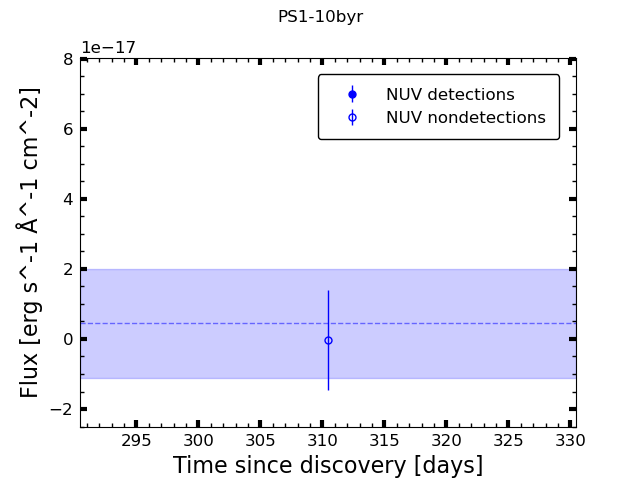 PS1-10byr
1e−17
8
6
4
2
0
−2
Flux [erg s^-1 Å^-1 cm^-2]
NUV detections
NUV nondetections
295 300 305 310 315 320 325 330
Time since discovery [days]